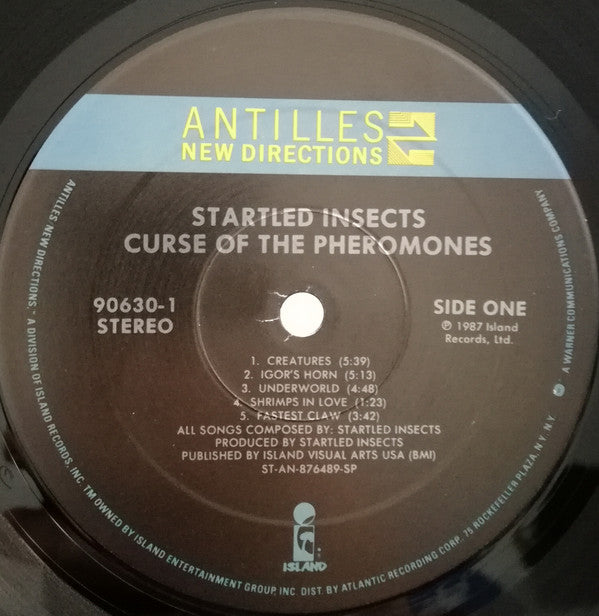 ANTILLES
NEW DIRECTIONS
STARTLED INSECTS
CURSE OF THE PHEROMONES
90630-1
STEREO
SIDE ONE
℗ 1987 Island
Records, Ltd.
1. CREATURES (5:39)
2. IGOR'S HORN (5:13)
3. UNDERWORLD (4:48)
4. SHRIMPS IN LOVE (1:23)
5. FASTEST CLAW (3:42)
ALL SONGS COMPOSED BY: STARTLED INSECTS
PRODUCED BY STARTLED INSECTS
PUBLISHED BY ISLAND VISUAL ARTS USA (BMI)
ST-AN-876489-SP
ISLAND
ANTILLES NEW DIRECTIONS, A DIVISION OF ISLAND RECORDS, INC. TM OWNED BY ISLAND ENTERTAINMENT GROUP, INC. DIST. BY ATLANTIC RECORDING CORP. 75 ROCKEFELLER PLAZA, N.Y. N.Y.
A WARNER COMMUNICATIONS COMPANY